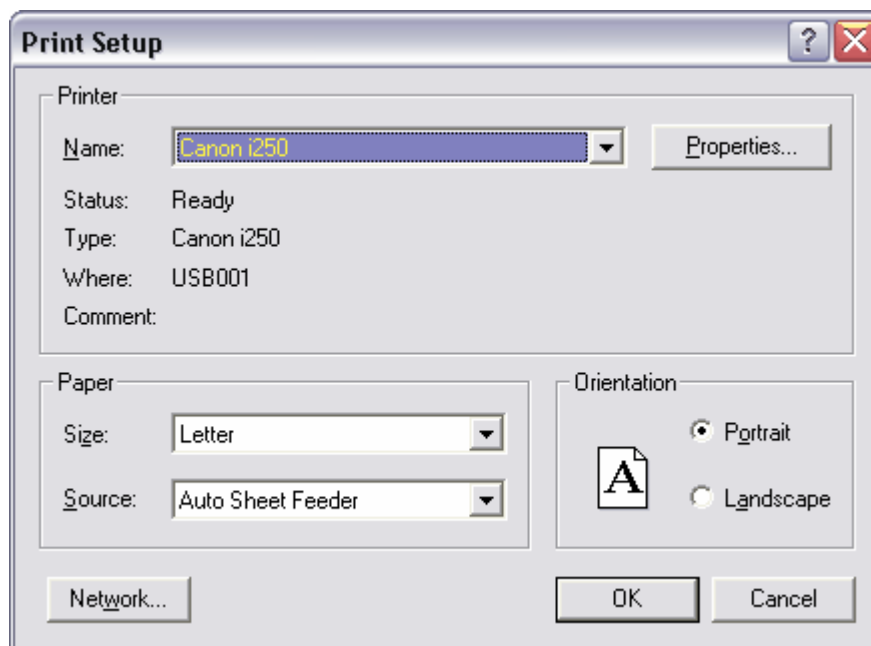 Print Setup
Printer
Name: Canon i250 Properties...
Status: Ready
Type: Canon i250
Where: USB001
Comment:
Paper
Size: Letter
Source: Auto Sheet Feeder
Orientation
A
Portrait
Landscape
Network... OK Cancel